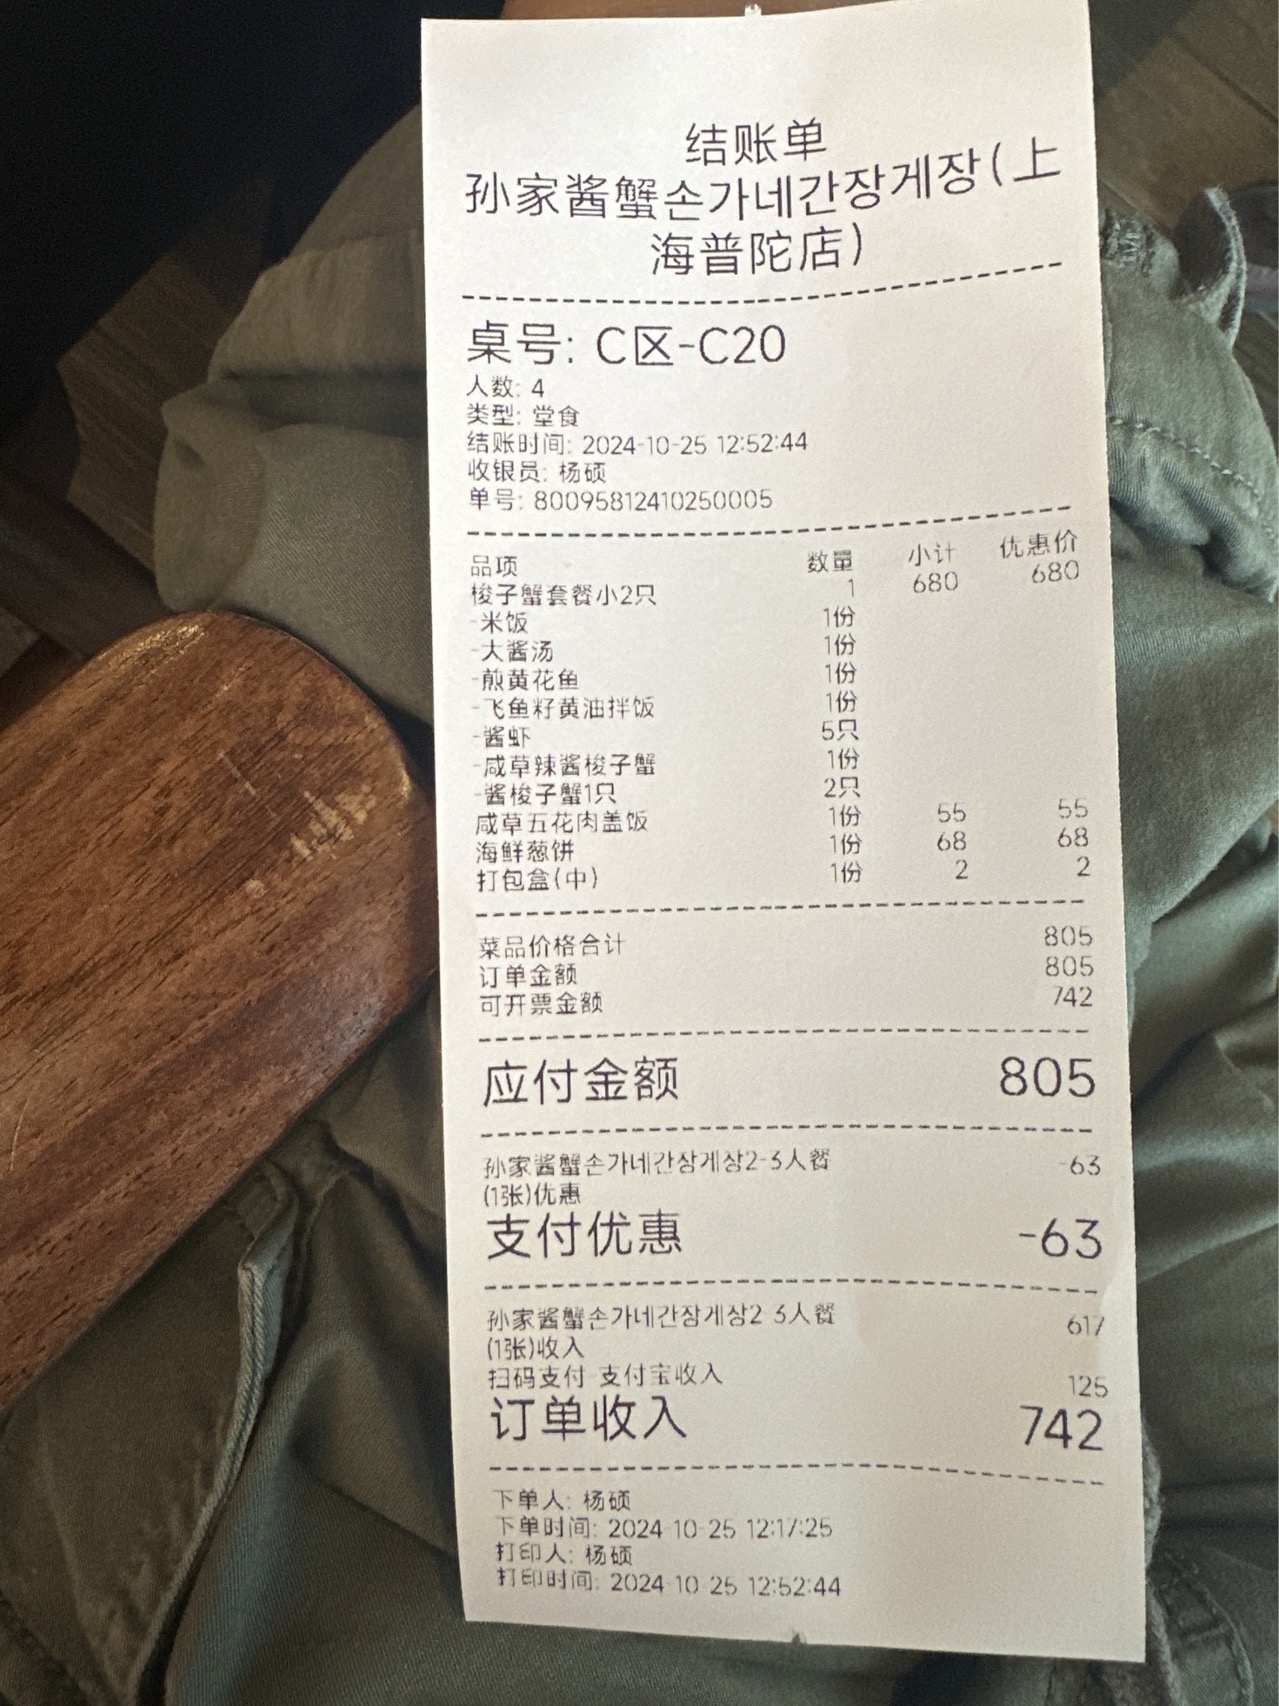 结账单
孙家酱蟹손가네간장게장(上
海普陀店)
桌号: C区-C20
人数: 4
类型: 堂食
结账时间: 2024-10-25 12:52:44
收银员: 杨硕
单号: 80095812410250005
品项 数量 小计 优惠价
梭子蟹套餐小2只 1 680 680
-米饭 1份
-大酱汤 1份
-煎黄花鱼 1份
-飞鱼籽黄油拌饭 1份
-酱虾 5只
-咸草辣酱梭子蟹 1份
-酱梭子蟹1只 2只
咸草五花肉盖饭 1份 55 55
海鲜葱饼 1份 68 68
打包盒(中) 1份 2 2
菜品价格合计 805
订单金额 805
可开票金额 742
应付金额 805
孙家酱蟹손가네간장게장2-3人餐 -63
(1张)优惠
支付优惠 -63
孙家酱蟹손가네간장게장2-3人餐 617
(1张)收入
扫码支付-支付宝收入 125
订单收入 742
下单人: 杨硕
下单时间: 2024-10-25 12:17:25
打印人: 杨硕
打印时间: 2024-10-25 12:52:44